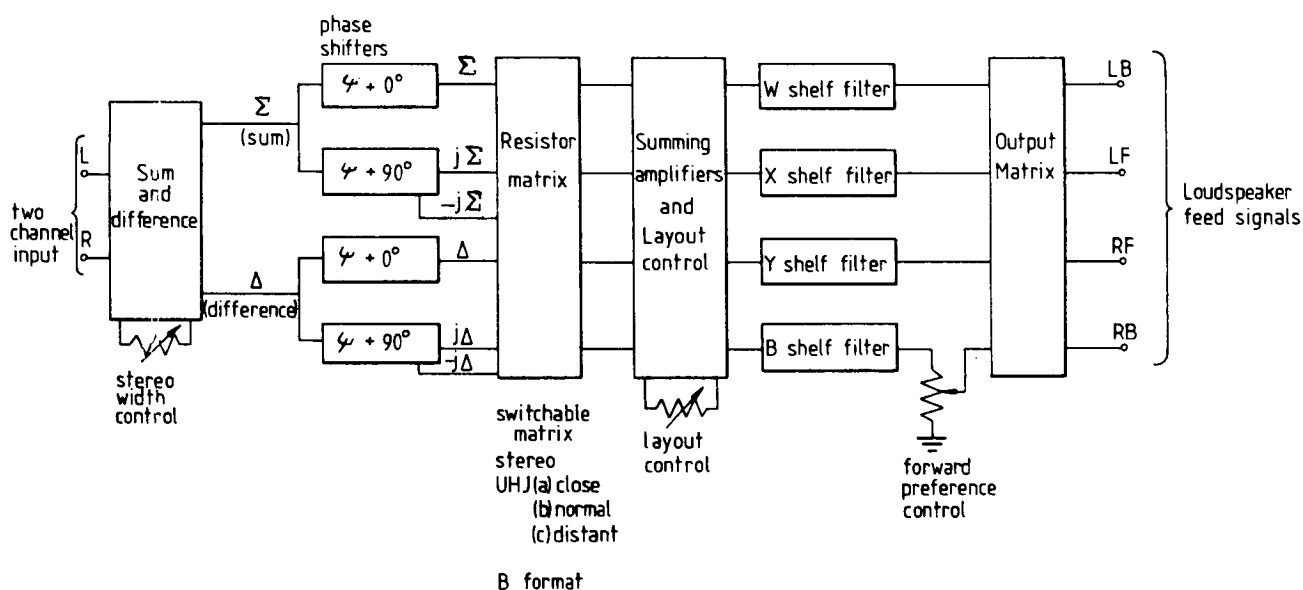 phase
shifters
ψ + 0°
Σ
Σ
(sum)
ψ + 90°
jΣ
-jΣ
two
channel
input
L
R
Sum
and
difference
Δ
(difference)
stereo
width
control
ψ + 0°
Δ
ψ + 90°
jΔ
-jΔ
Resistor
matrix
switchable
matrix
stereo
UHJ(a) close
(b)normal
(c)distant
B format
Summing
amplifiers
and
Layout
control
layout
control
W shelf filter
X shelf filter
Y shelf filter
B shelf filter
forward
preference
control
Output
Matrix
LB
LF
RF
RB
Loudspeaker
feed signals